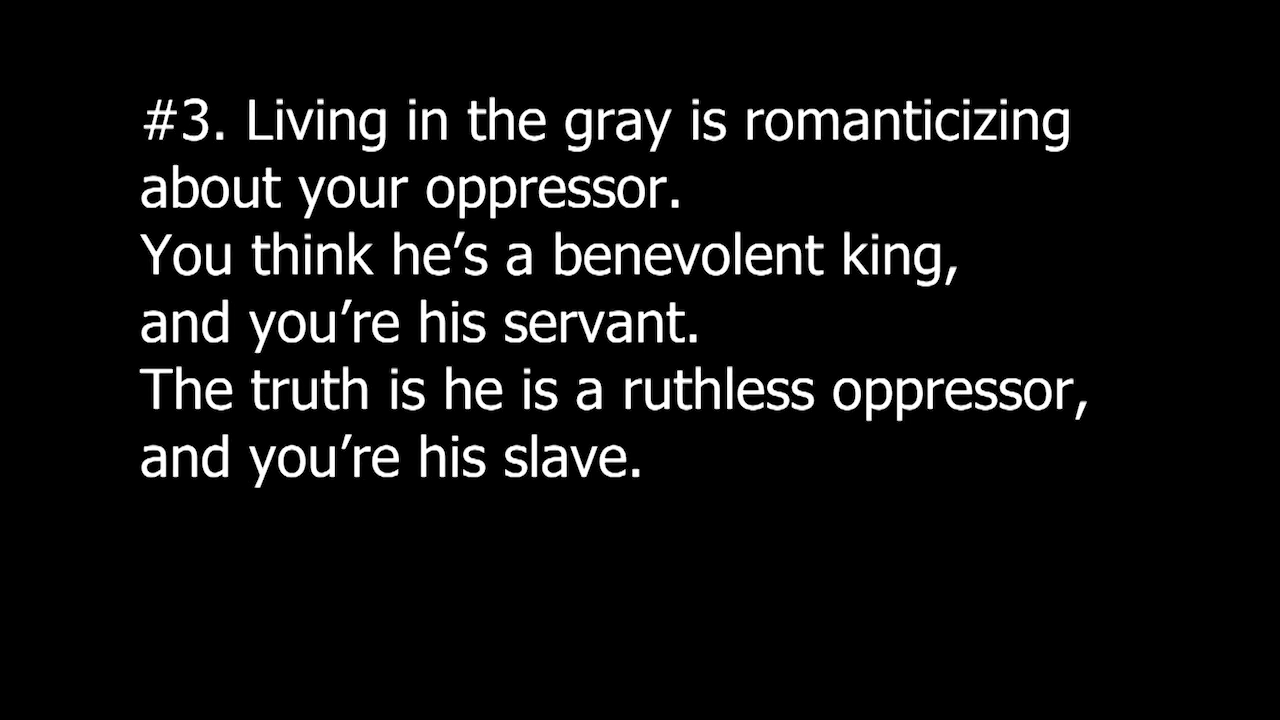 #3. Living in the gray is romanticizing
about your oppressor.
You think he’s a benevolent king,
and you’re his servant.
The truth is he is a ruthless oppressor,
and you’re his slave.